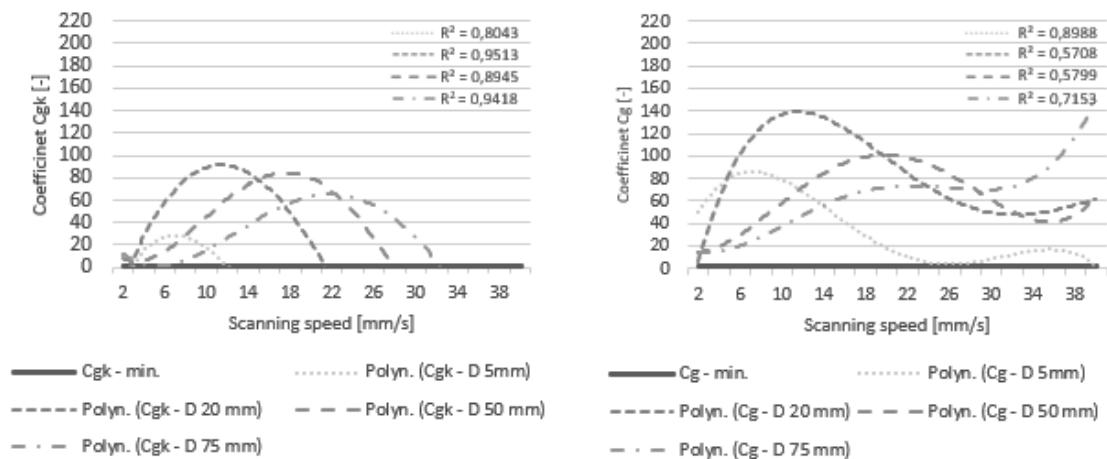 220
200
180
160
140
120
100
80
60
40
20
0
Coefficinet Cgk [-]
R² = 0,8043
R² = 0,9513
R² = 0,8945
R² = 0,9418
2 6 10 14 18 22 26 30 34 38
Scanning speed [mm/s]
Cgk - min.
Polyn. (Cgk - D 5mm)
Polyn. (Cgk - D 20 mm)
Polyn. (Cgk - D 50 mm)
Polyn. (Cgk - D 75 mm)
220
200
180
160
140
120
100
80
60
40
20
0
Coefficinet Cg [-]
R² = 0,8988
R² = 0,5708
R² = 0,5799
R² = 0,7153
2 6 10 14 18 22 26 30 34 38
Scanning speed [mm/s]
Cg - min.
Polyn. (Cg - D 5mm)
Polyn. (Cg - D 20 mm)
Polyn. (Cg - D 50 mm)
Polyn. (Cg - D 75 mm)